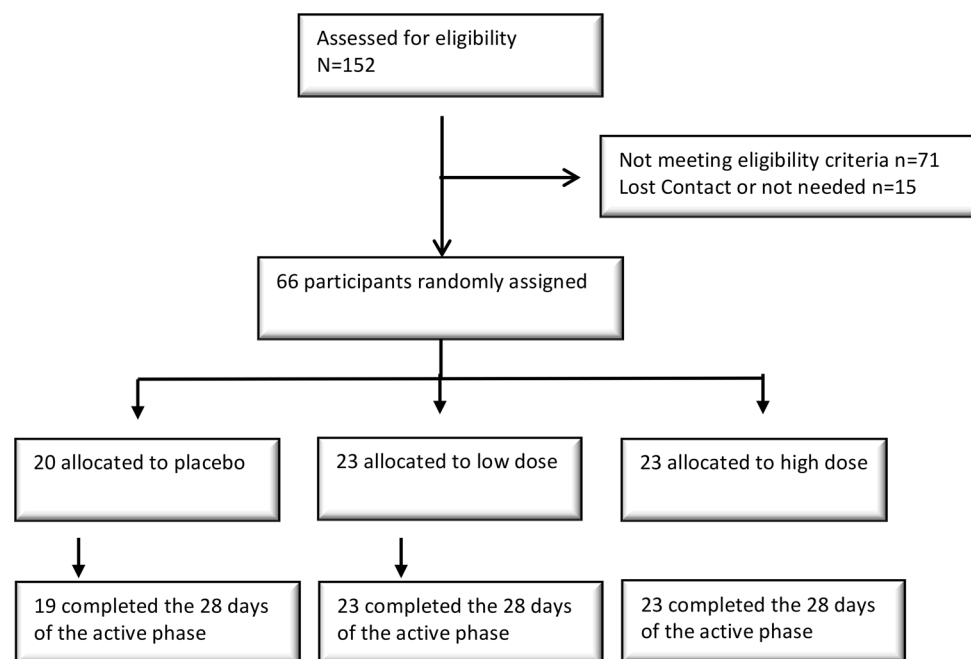 Assessed for eligibility
N=152
Not meeting eligibility criteria n=71
Lost Contact or not needed n=15
66 participants randomly assigned
20 allocated to placebo
23 allocated to low dose
23 allocated to high dose
19 completed the 28 days
of the active phase
23 completed the 28 days
of the active phase
23 completed the 28 days
of the active phase